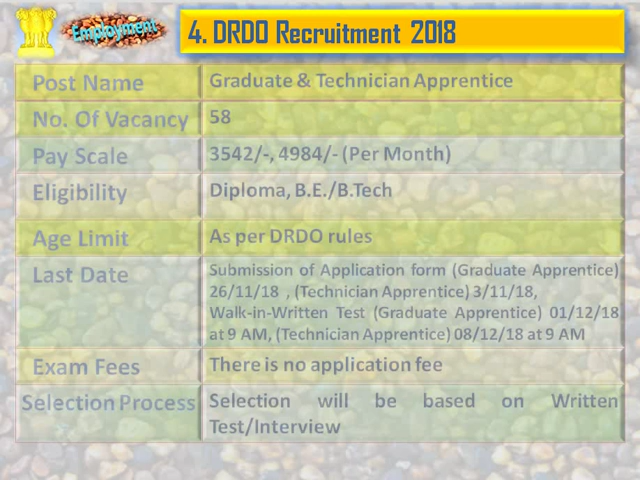 Employment
4. DRDO Recruitment 2018
Post Name
Graduate & Technician Apprentice
No. Of Vacancy
58
Pay Scale
3542/-, 4984/- (Per Month)
Eligibility
Diploma, B.E./B.Tech
Age Limit
As per DRDO rules
Last Date
Submission of Application form (Graduate Apprentice)
26/11/18 , (Technician Apprentice) 3/11/18,
Walk-in-Written Test (Graduate Apprentice) 01/12/18
at 9 AM, (Technician Apprentice) 08/12/18 at 9 AM
Exam Fees
There is no application fee
Selection Process
Selection will be based on Written
Test/Interview